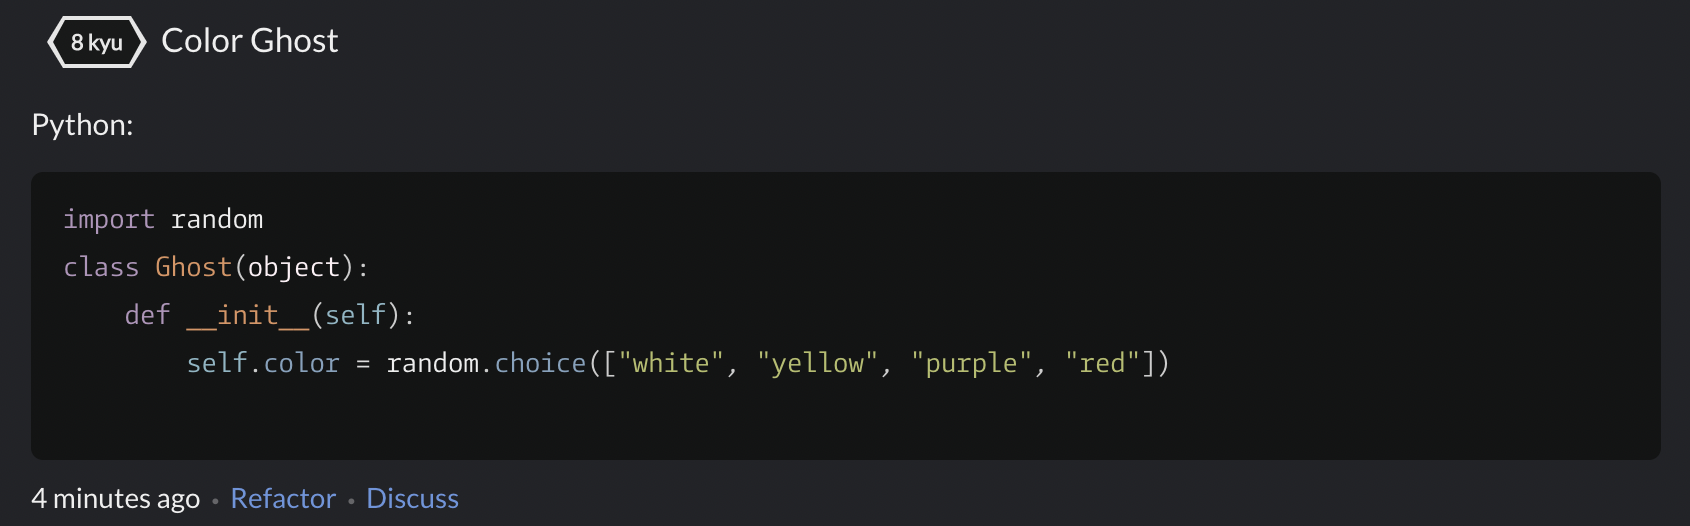 8 kyu Color Ghost
Python:
import random
class Ghost(object):
    def __init__(self):
        self.color = random.choice(["white", "yellow", "purple", "red"])
4 minutes ago • Refactor • Discuss